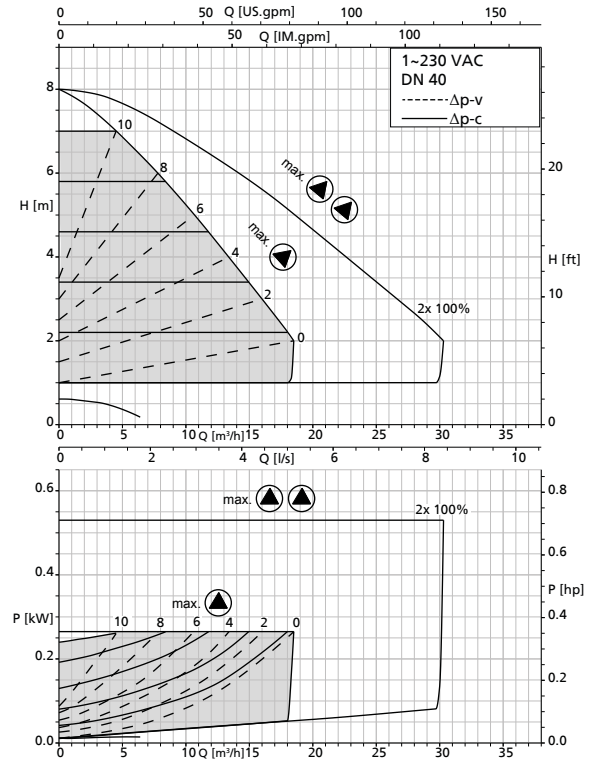 0 50 Q [US.gpm] 100 150
0 50 Q [IM.gpm] 100
1~230 VAC
DN 40
Δp-v
Δp-c
8
6
H [m]
4
2
0
20
H [ft]
10
0
10
8
6
4
2
0
max.
max.
2x 100%
0 5 10 Q [m³/h] 15 20 25 30 35
0 2 4 Q [l/s] 6 8 10
0.6
0.4
P [kW]
0.2
0.0
0.8
0.6
P [hp]
0.4
0.2
0.0
max.
2x 100%
max.
10 8 6 4 2 0
0 5 10 Q [m³/h] 15 20 25 30 35